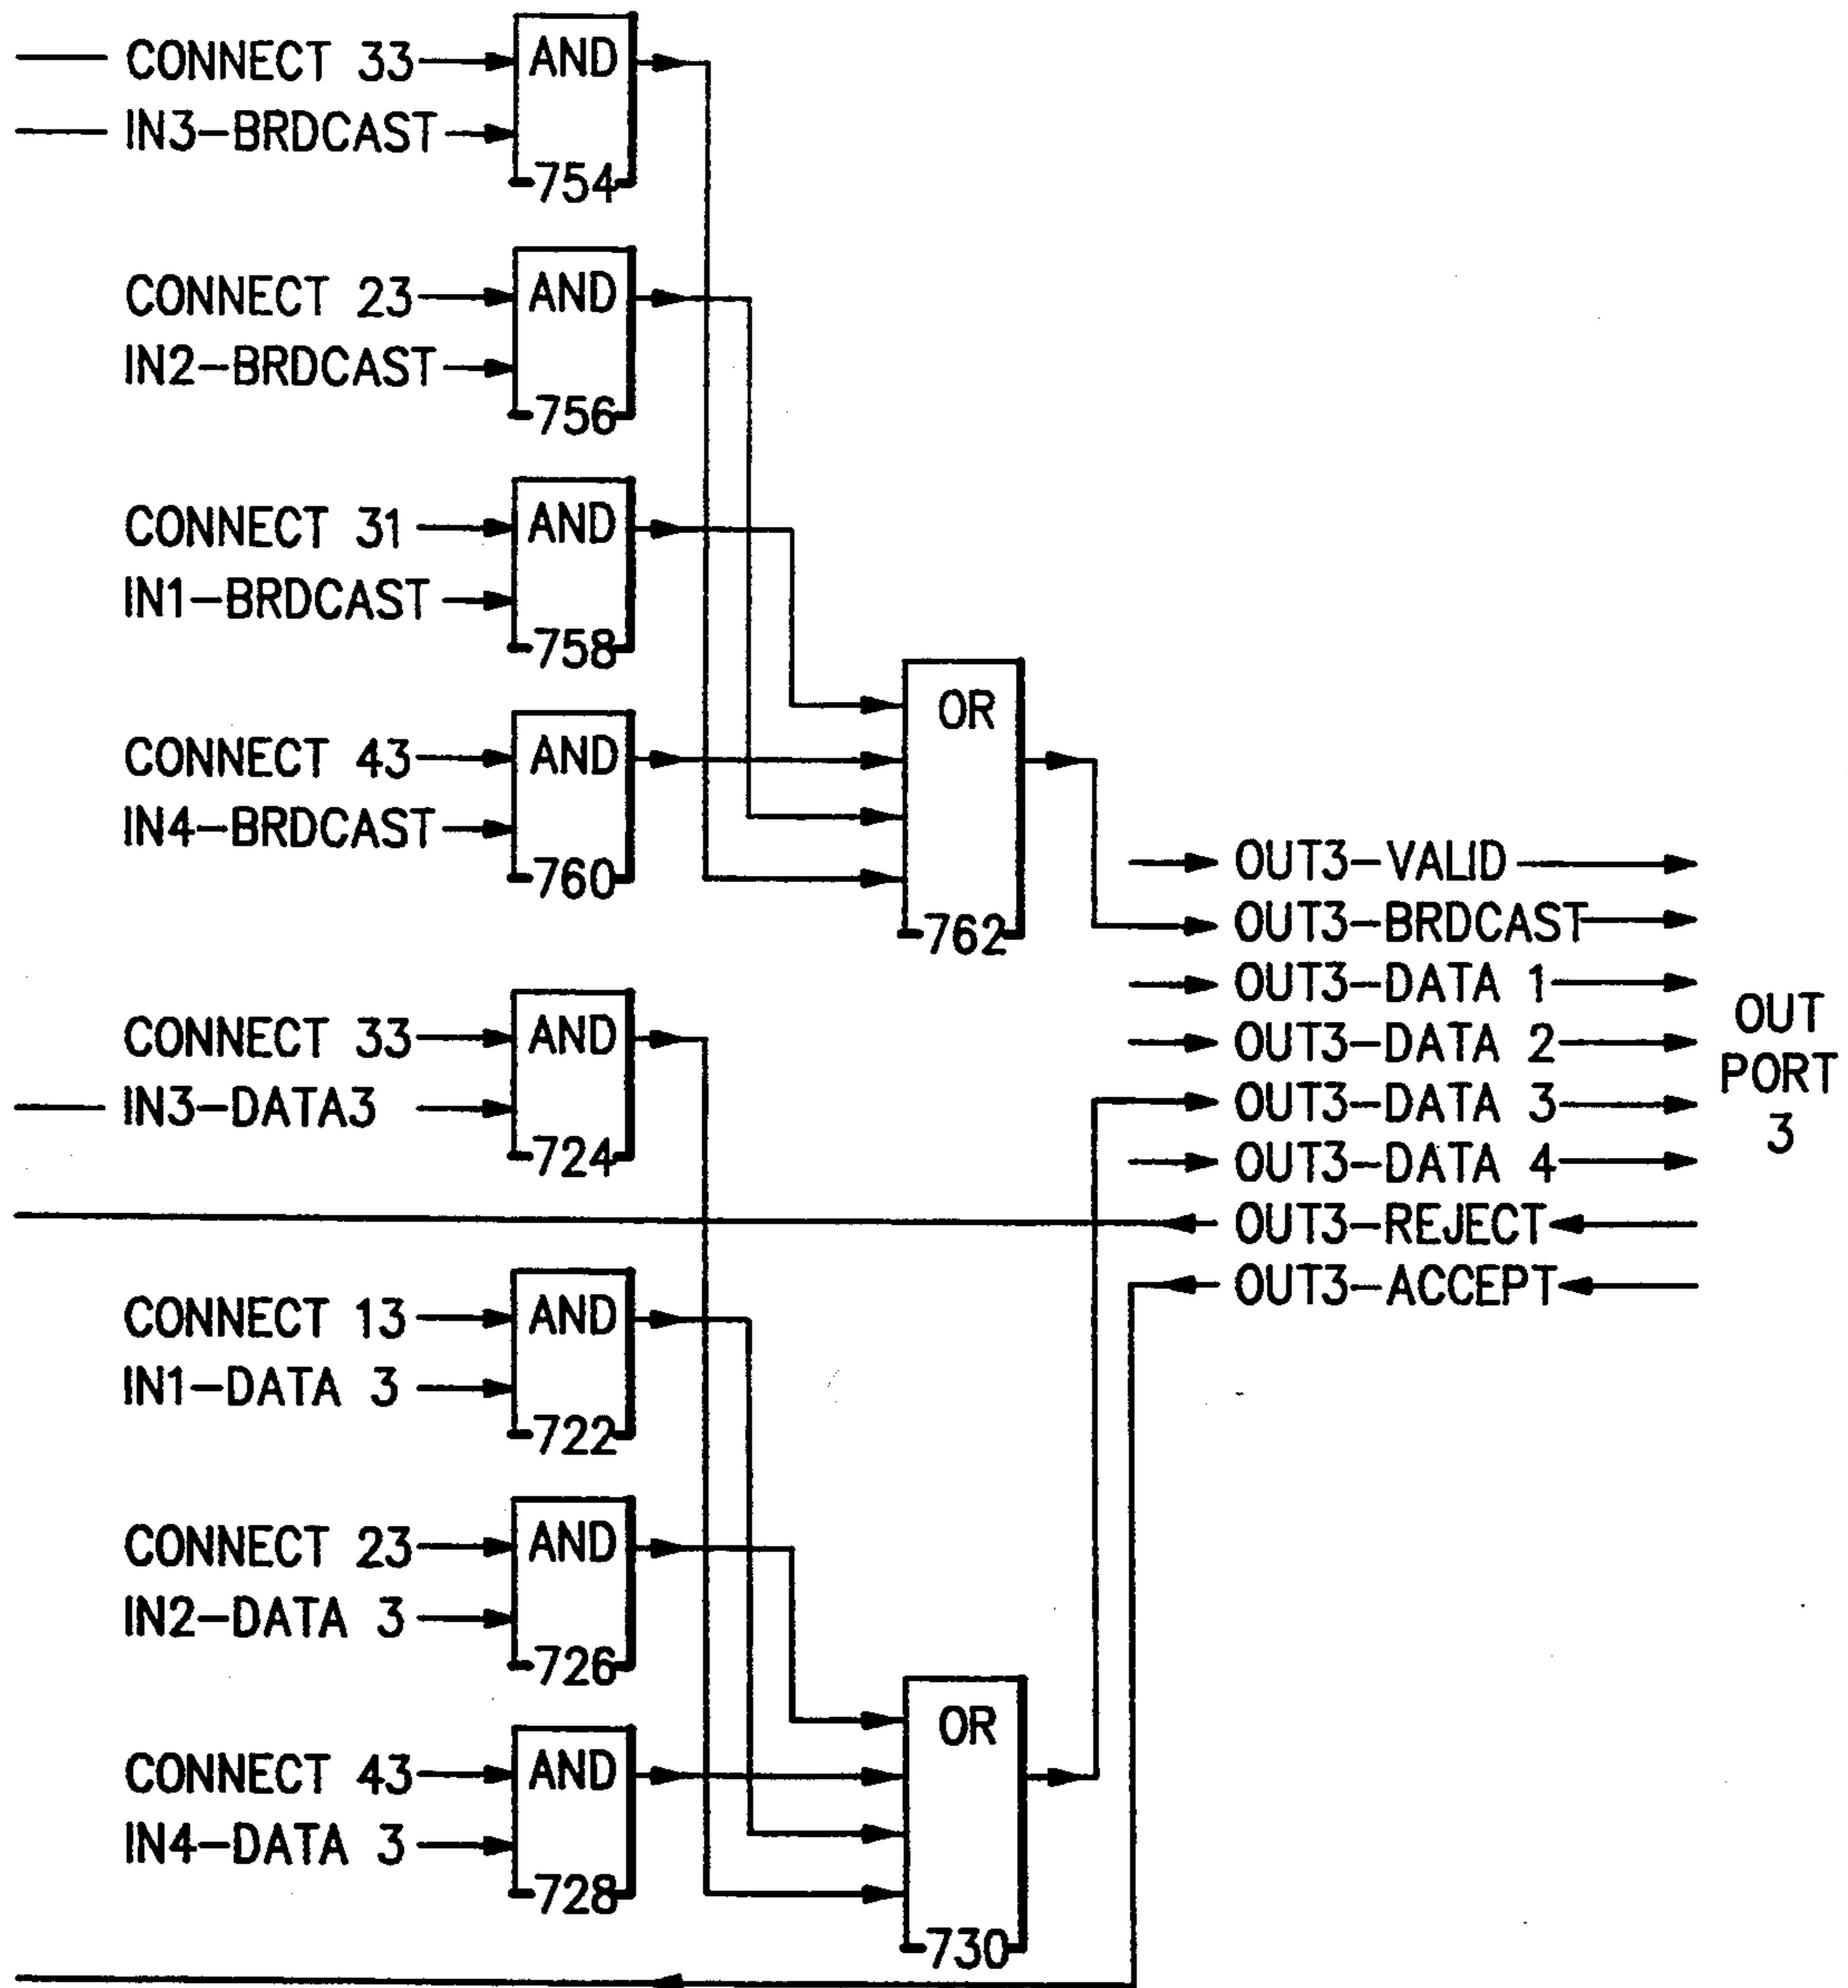 CONNECT 33 AND
IN3-BRDCAST
754
CONNECT 23 AND
IN2-BRDCAST
756
CONNECT 31 AND
IN1-BRDCAST
758
CONNECT 43 AND
IN4-BRDCAST
760
OR
762
CONNECT 33 AND
IN3-DATA3
724
CONNECT 13 AND
IN1-DATA 3
722
CONNECT 23 AND
IN2-DATA 3
726
CONNECT 43 AND
IN4-DATA 3
728
OR
730
OUT3-VALID
OUT3-BRDCAST
OUT3-DATA 1
OUT3-DATA 2
OUT3-DATA 3
OUT3-DATA 4
OUT3-REJECT
OUT3-ACCEPT
OUT
PORT
3